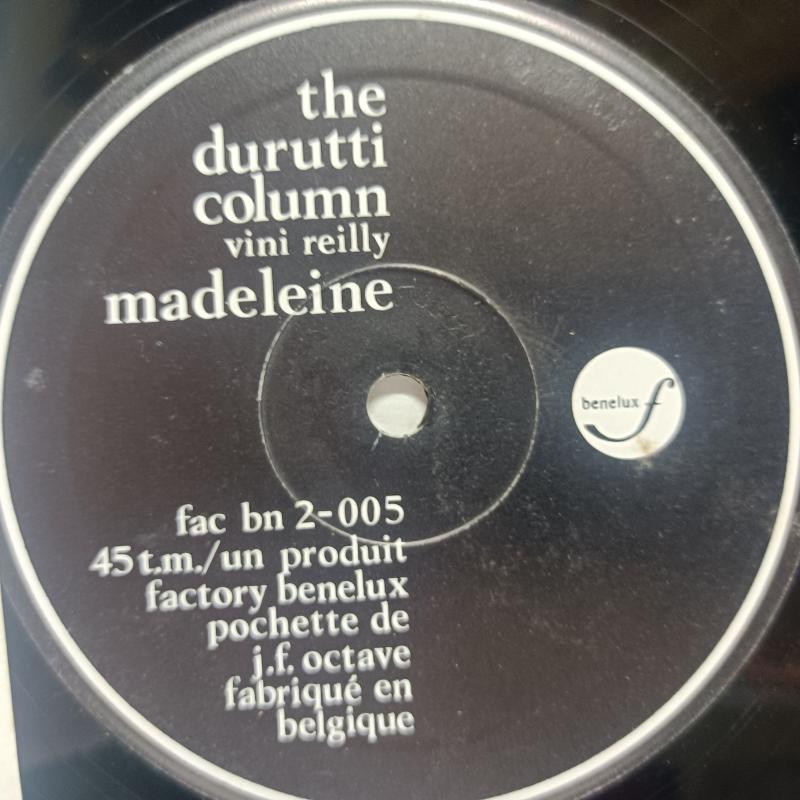 the
durutti
column
vini reilly
madeleine
benelux f
fac bn 2-005
45 t.m./un produit
factory benelux
pochette de
j.f. octave
fabriqué en
belgique